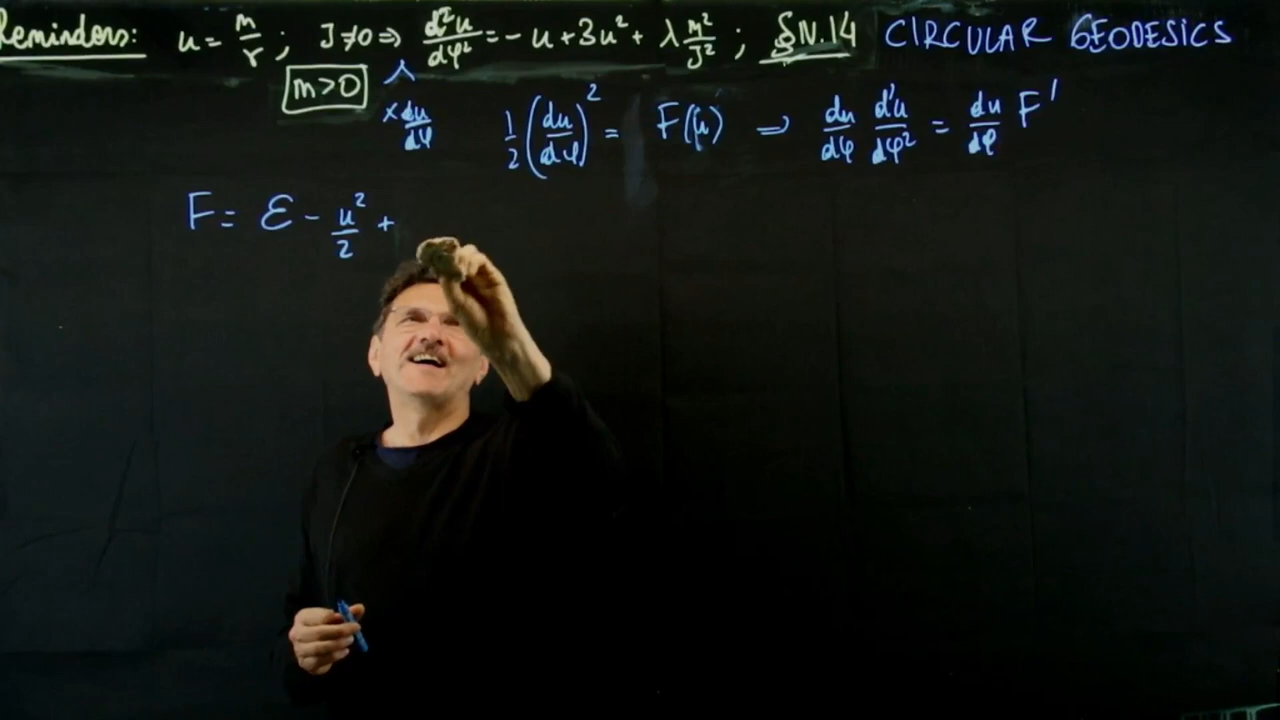 Reminders: u = m/r ; J≠0 ⇒ d²u/dφ² = - u + 3u² + λ m²/J² ; § N.14 CIRCULAR GEODESICS
m > 0
× du/dφ 1/2 (du/dφ)² = F(u) ⇒ du/dφ d²u/dφ² = du/dφ F'
F = ℰ - u²/2 +